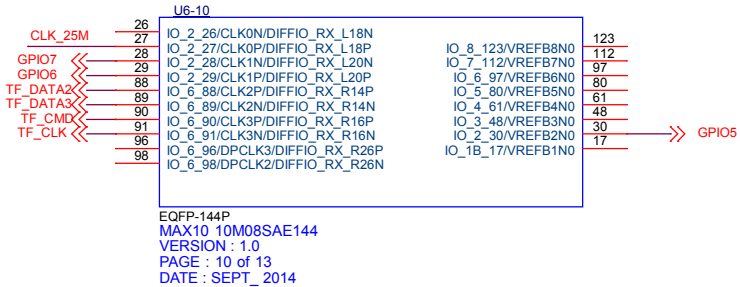 U6-10
26 IO_2_26/CLK0N/DIFFIO_RX_L18N
CLK_25M 27 IO_2_27/CLK0P/DIFFIO_RX_L18P IO_8_123/VREFB8N0 123
GPIO7 28 IO_2_28/CLK1N/DIFFIO_RX_L20N IO_7_112/VREFB7N0 112
GPIO6 29 IO_2_29/CLK1P/DIFFIO_RX_L20P IO_6_97/VREFB6N0 97
TF_DATA2 88 IO_6_88/CLK2P/DIFFIO_RX_R14P IO_5_80/VREFB5N0 80
TF_DATA3 89 IO_6_89/CLK2N/DIFFIO_RX_R14N IO_4_61/VREFB4N0 61
TF_CMD 90 IO_6_90/CLK3P/DIFFIO_RX_R16P IO_3_48/VREFB3N0 48
TF_CLK 91 IO_6_91/CLK3N/DIFFIO_RX_R16N IO_2_30/VREFB2N0 30 GPIO5
96 IO_6_96/DPCLK3/DIFFIO_RX_R26P IO_1B_17/VREFB1N0 17
98 IO_6_98/DPCLK2/DIFFIO_RX_R26N
EQFP-144P
MAX10 10M08SAE144
VERSION : 1.0
PAGE : 10 of 13
DATE : SEPT_ 2014